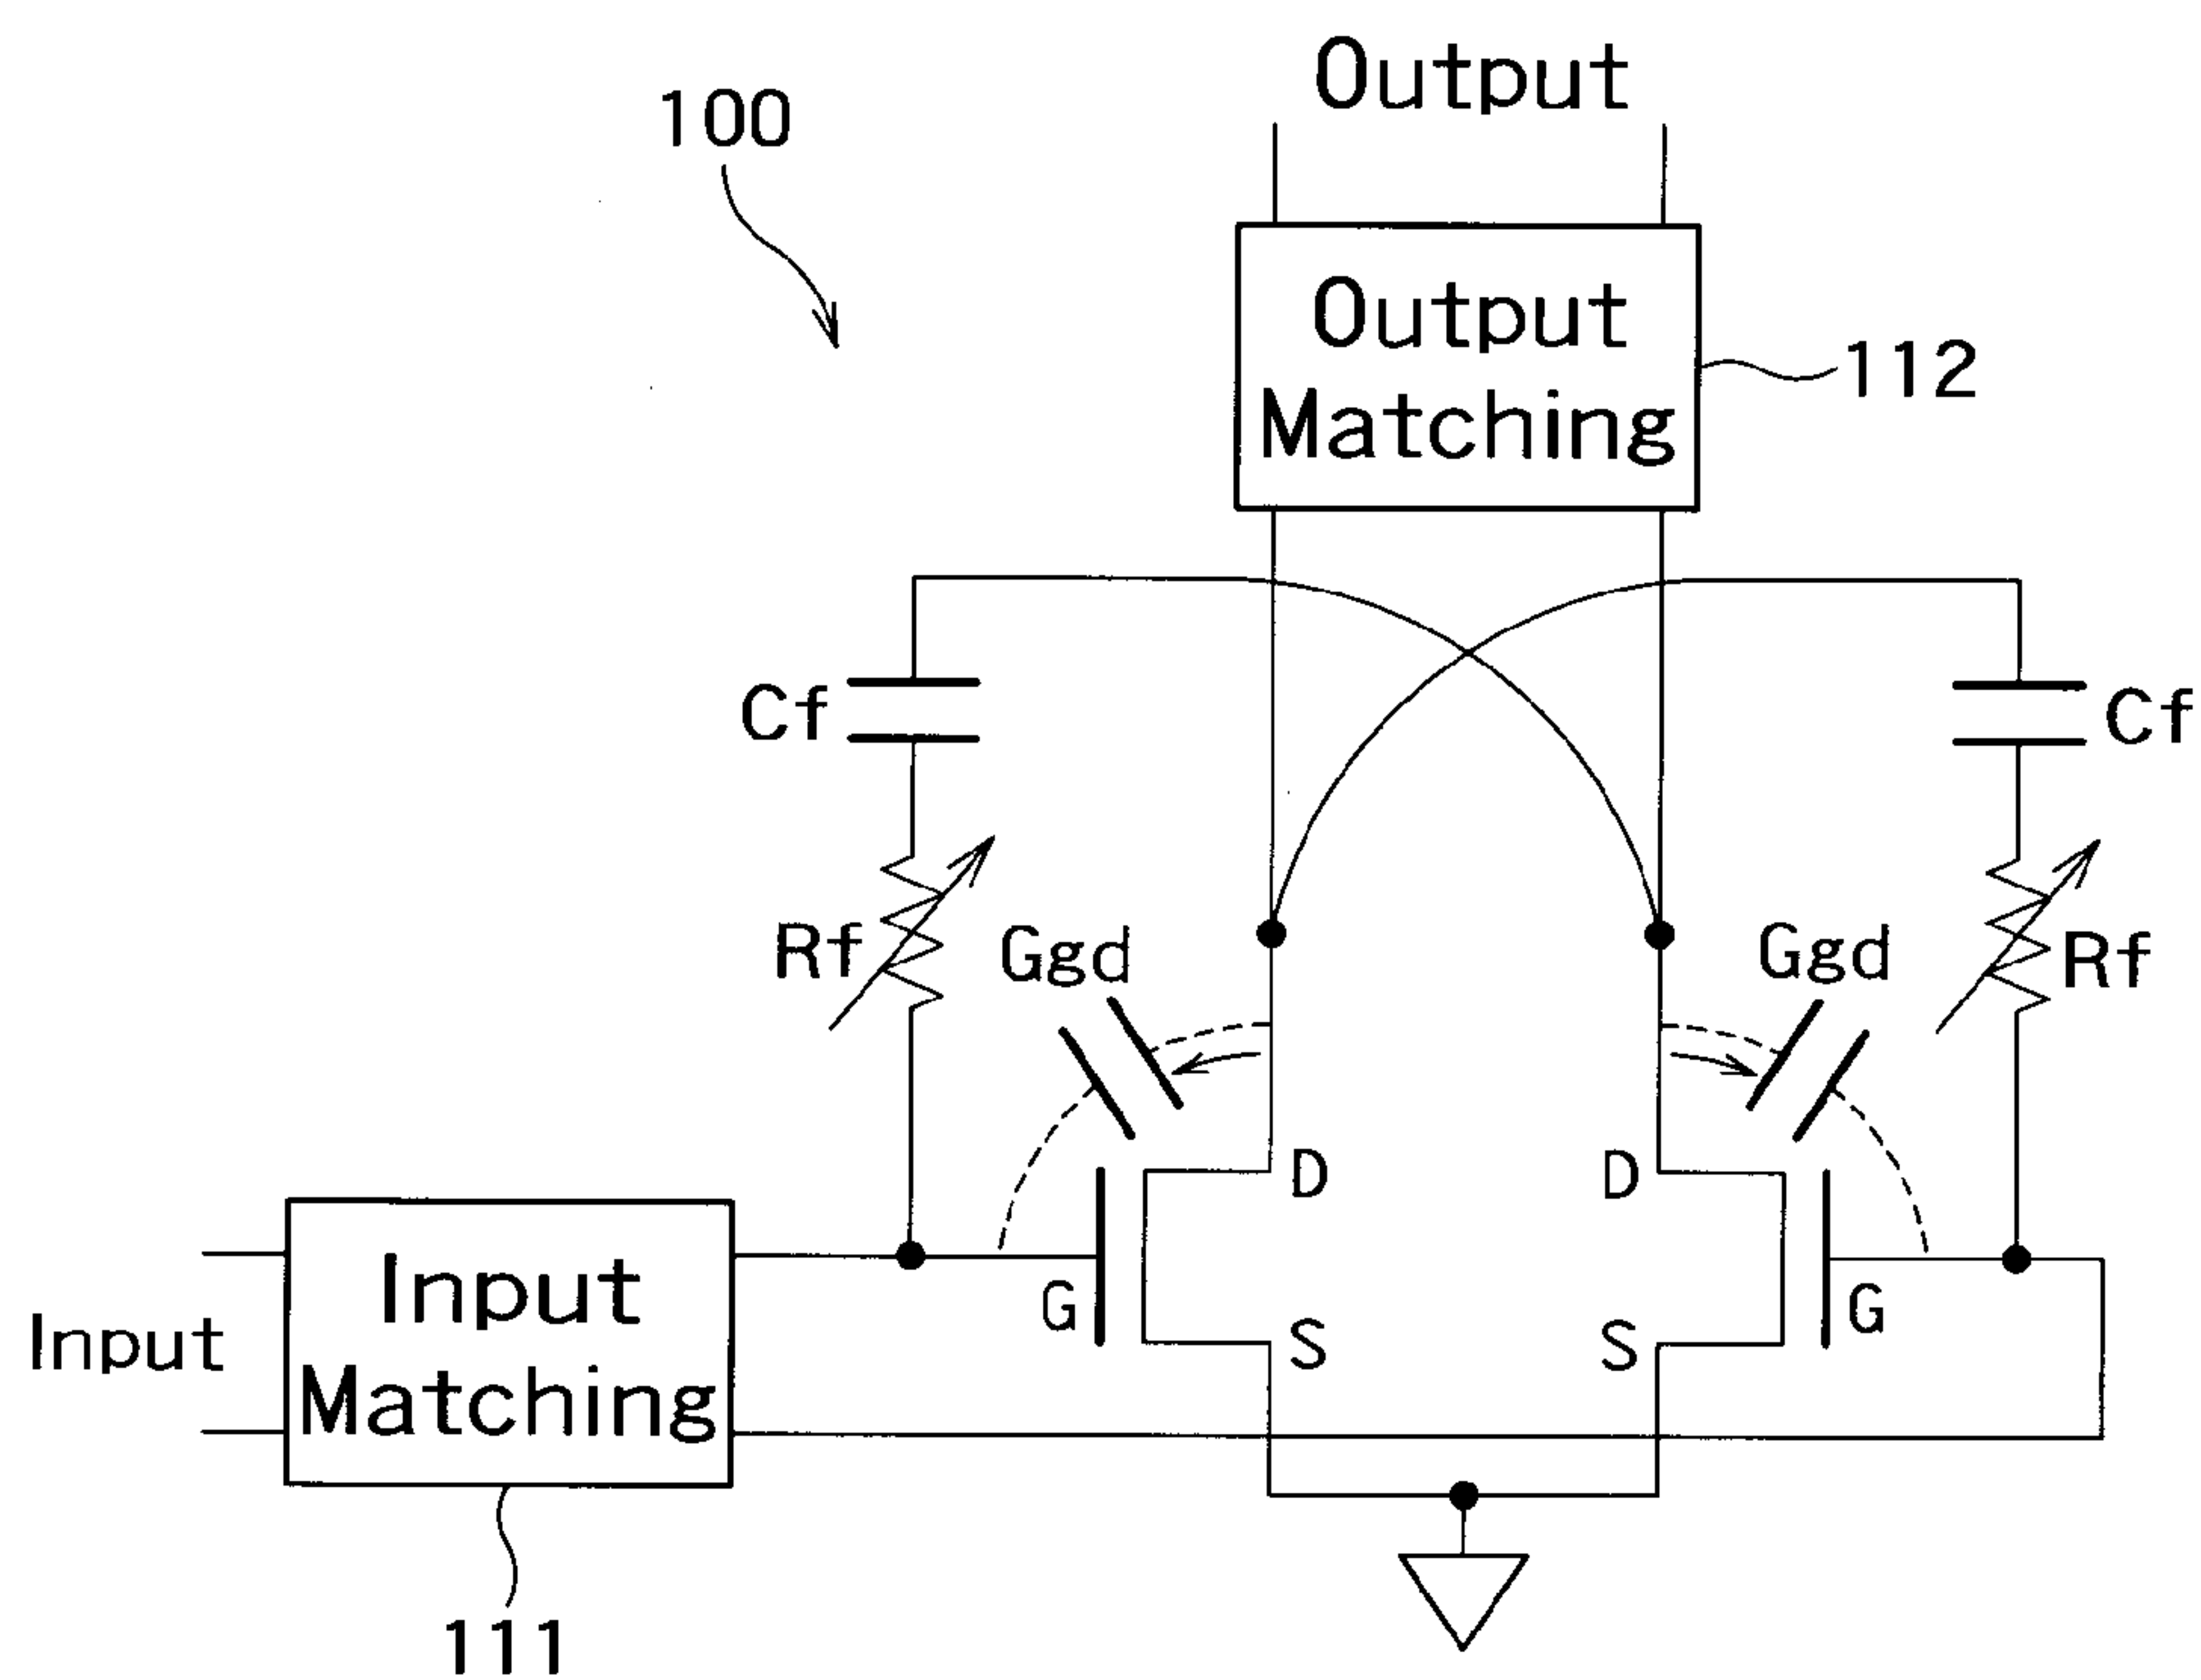 Output
100
Output
Matching
112
Cf
Cf
Rf
Ggd
Ggd
Rf
D
D
G
G
S
S
Input
Input
Matching
111